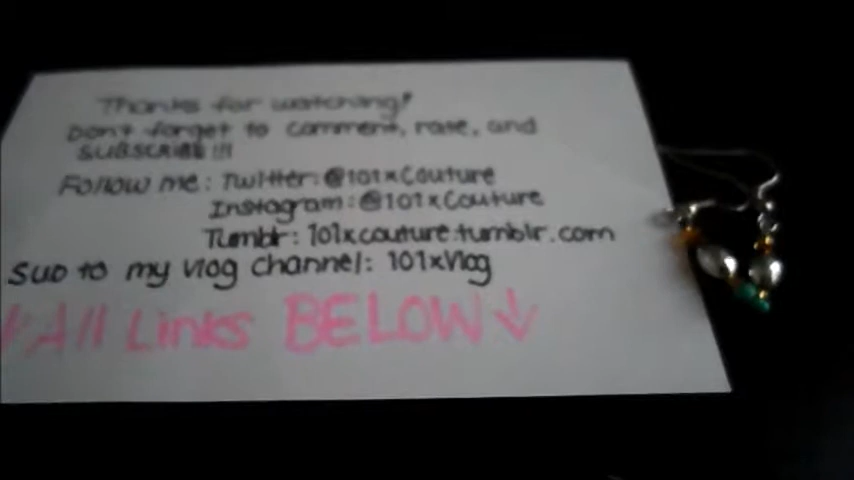 Thanks for watching!
Don't forget to comment, rate, and
SUBSCRIBE!!!
Follow me: Twitter: @101xCouture
Instagram: @101xCouture
Tumblr: 101xcouture.tumblr.com
Sub to my vlog channel: 101xVlog
↓ All Links BELOW ↓